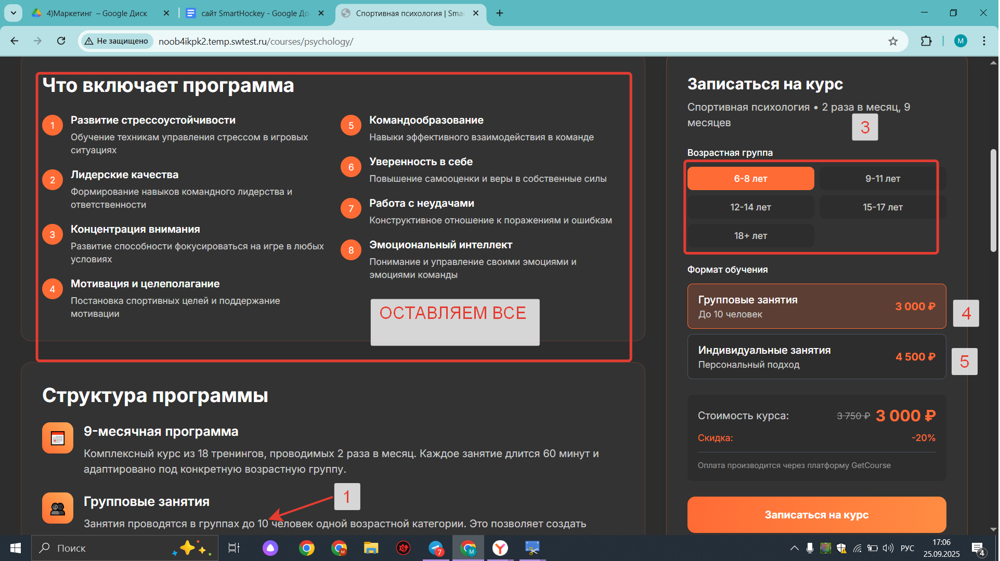 4)Маркетинг – Google Диск
сайт SmartHockey - Google До
Спортивная психология | Smar
Не защищено
noob4ikpk2.temp.swtest.ru/courses/psychology/
M
Что включает программа
1
Развитие стрессоустойчивости
Обучение техникам управления стрессом в игровых
ситуациях
2
Лидерские качества
Формирование навыков командного лидерства и
ответственности
3
Концентрация внимания
Развитие способности фокусироваться на игре в любых
условиях
4
Мотивация и целеполагание
Постановка спортивных целей и поддержание
мотивации
5
Командообразование
Навыки эффективного взаимодействия в команде
6
Уверенность в себе
Повышение самооценки и веры в собственные силы
7
Работа с неудачами
Конструктивное отношение к поражениям и ошибкам
8
Эмоциональный интеллект
Понимание и управление своими эмоциями и
эмоциями команды
ОСТАВЛЯЕМ ВСЕ
Структура программы
9-месячная программа
Комплексный курс из 18 тренингов, проводимых 2 раза в месяц. Каждое занятие длится 60 минут и
адаптировано под конкретную возрастную группу.
1
Групповые занятия
Занятия проводятся в группах до 10 человек одной возрастной категории. Это позволяет создать
Записаться на курс
Спортивная психология • 2 раза в месяц, 9
месяцев
3
Возрастная группа
6-8 лет
9-11 лет
12-14 лет
15-17 лет
18+ лет
Формат обучения
Групповые занятия
До 10 человек
3 000 ₽
4
Индивидуальные занятия
Персональный подход
4 500 ₽
5
Стоимость курса: 3 750 ₽ 3 000 ₽
Скидка: -20%
Оплата производится через платформу GetCourse
Записаться на курс
Поиск
M
7
M
РУС
17:06
25.09.2025
4